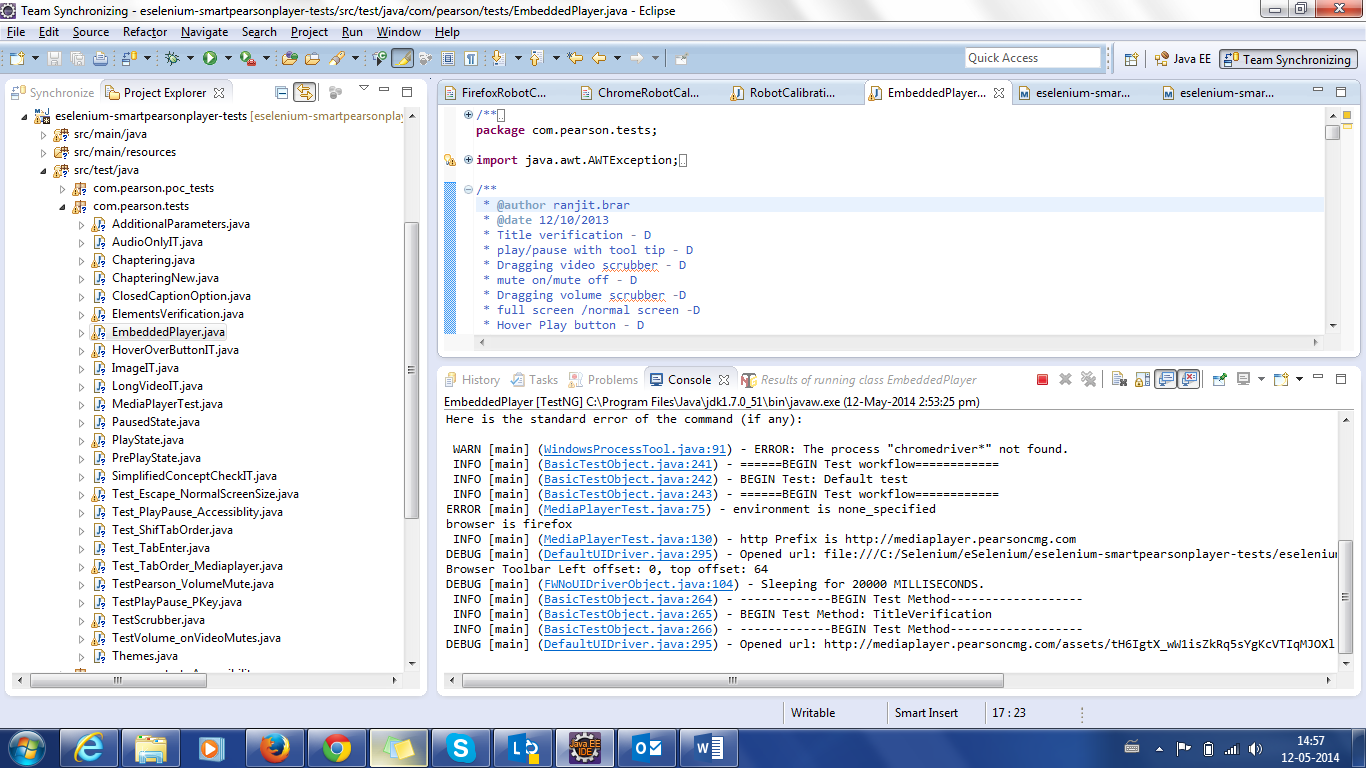 Team Synchronizing - eselenium-smartpearsonplayer-tests/src/test/java/com/pearson/tests/EmbeddedPlayer.java - Eclipse
File Edit Source Refactor Navigate Search Project Run Window Help
Quick Access
Java EE
Team Synchronizing
Synchronize
Project Explorer
eselenium-smartpearsonplayer-tests [eselenium-smartpearsonplay
src/main/java
src/main/resources
src/test/java
com.pearson.poc_tests
com.pearson.tests
AdditionalParameters.java
AudioOnlyIT.java
Chaptering.java
ChapteringNew.java
ClosedCaptionOption.java
ElementsVerification.java
EmbeddedPlayer.java
HoverOverButtonIT.java
ImageIT.java
LongVideoIT.java
MediaPlayerTest.java
PausedState.java
PlayState.java
PrePlayState.java
SimplifiedConceptCheckIT.java
Test_Escape_NormalScreenSize.java
Test_PlayPause_Accessiblity.java
Test_ShifTabOrder.java
Test_TabEnter.java
Test_TabOrder_Mediaplayer.java
TestPearson_VolumeMute.java
TestPlayPause_PKey.java
TestScrubber.java
TestVolume_onVideoMutes.java
Themes.java
FirefoxRobotC... ChromeRobotCal... RobotCalibrati... EmbeddedPlayer... eselenium-smar... eselenium-smar...
/**
package com.pearson.tests;
import java.awt.AWTException;
/**
* @author ranjit.brar
* @date 12/10/2013
* Title verification - D
* play/pause with tool tip - D
* Dragging video scrubber - D
* mute on/mute off - D
* Dragging volume scrubber -D
* full screen /normal screen -D
* Hover Play button - D
History Tasks Problems Console Results of running class EmbeddedPlayer
EmbeddedPlayer [TestNG] C:\Program Files\Java\jdk1.7.0_51\bin\javaw.exe (12-May-2014 2:53:25 pm)
Here is the standard error of the command (if any):
WARN [main] (WindowsProcessTool.java:91) - ERROR: The process "chromedriver*" not found.
INFO [main] (BasicTestObject.java:241) - ======BEGIN Test workflow============
INFO [main] (BasicTestObject.java:242) - BEGIN Test: Default test
INFO [main] (BasicTestObject.java:243) - ======BEGIN Test workflow============
ERROR [main] (MediaPlayerTest.java:75) - environment is none_specified
browser is firefox
INFO [main] (MediaPlayerTest.java:130) - http Prefix is http://mediaplayer.pearsoncmg.com
DEBUG [main] (DefaultUIDriver.java:295) - Opened url: file:///C:/Selenium/eSelenium/eselenium-smartpearsonplayer-tests/eseleniun
Browser Toolbar Left offset: 0, top offset: 64
DEBUG [main] (FWNoUIDriverObject.java:104) - Sleeping for 20000 MILLISECONDS.
INFO [main] (BasicTestObject.java:264) - -------------BEGIN Test Method-------------------
INFO [main] (BasicTestObject.java:265) - BEGIN Test Method: TitleVerification
INFO [main] (BasicTestObject.java:266) - -------------BEGIN Test Method-------------------
DEBUG [main] (DefaultUIDriver.java:295) - Opened url: http://mediaplayer.pearsoncmg.com/assets/tH6IgtX_wW1isZkRq5sYgKcVTIqMJOXl
Writable
Smart Insert
17 : 23
Java EE
IDE
14:57
12-05-2014